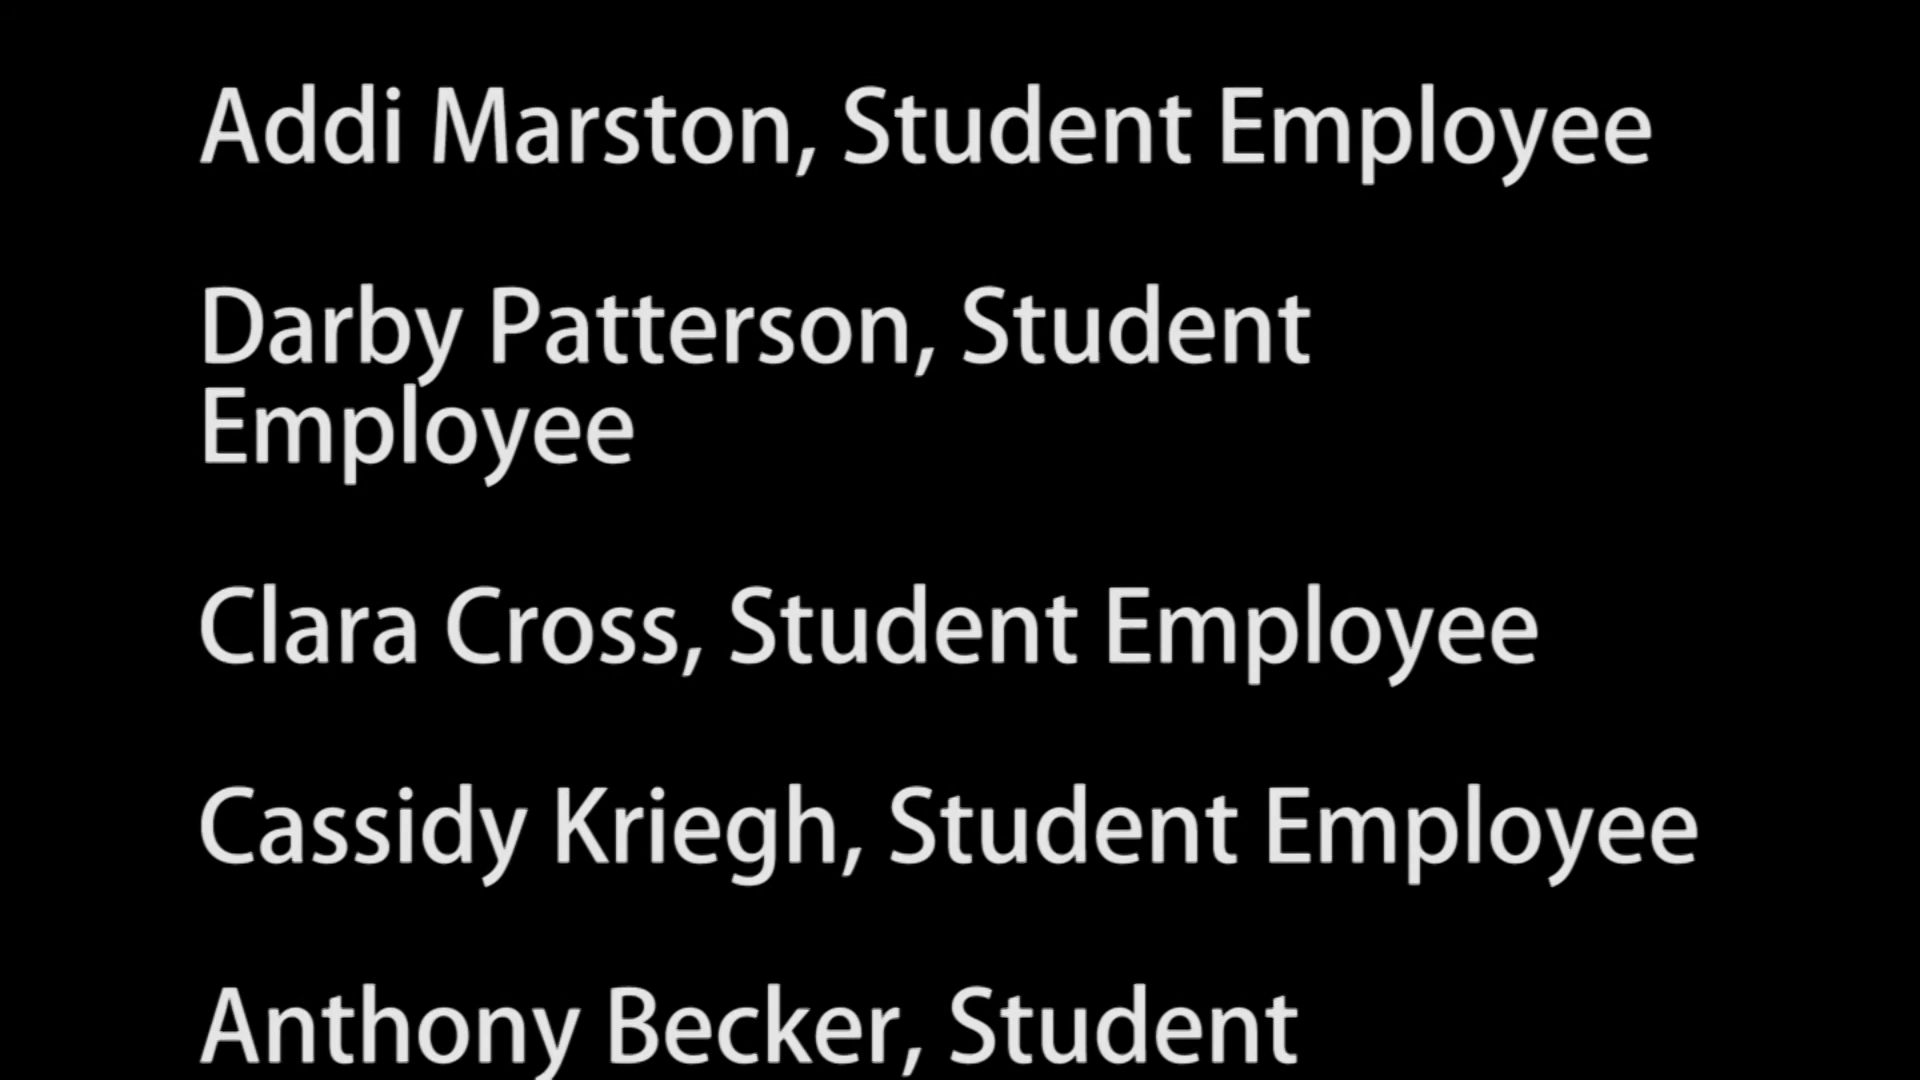 Addi Marston, Student Employee
Darby Patterson, Student
Employee
Clara Cross, Student Employee
Cassidy Kriegh, Student Employee
Anthony Becker, Student